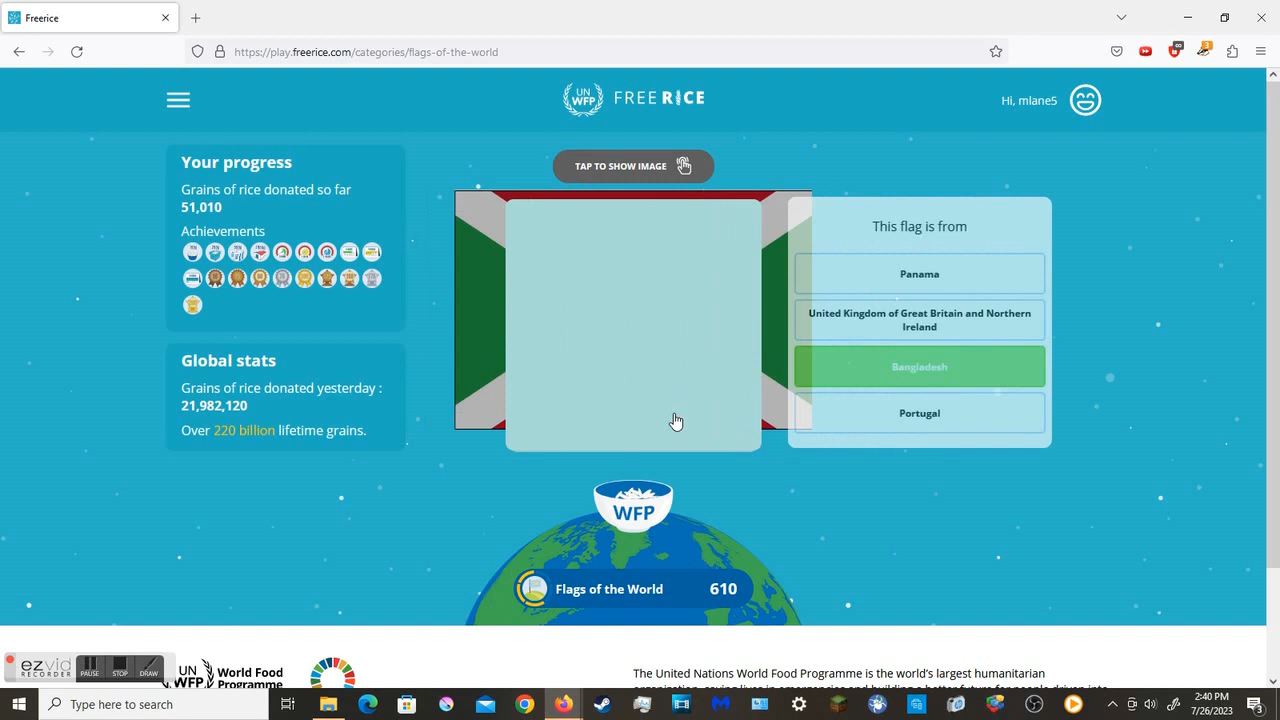 Freerice
https://play.freerice.com/categories/flags-of-the-world
UN
WFP
FREERICE
Hi, mlane5
Your progress
Grains of rice donated so far
51,010
Achievements
Global stats
Grains of rice donated yesterday :
21,982,120
Over 220 billion lifetime grains.
TAP TO SHOW IMAGE
This flag is from
Panama
United Kingdom of Great Britain and Northern
Ireland
Bangladesh
Portugal
WFP
Flags of the World 610
ezvid
RECORDER
PAUSE STOP DRAW
UN
WFP
World Food
Programme
The United Nations World Food Programme is the world's largest humanitarian
Type here to search
2:40 PM
7/26/2023
3